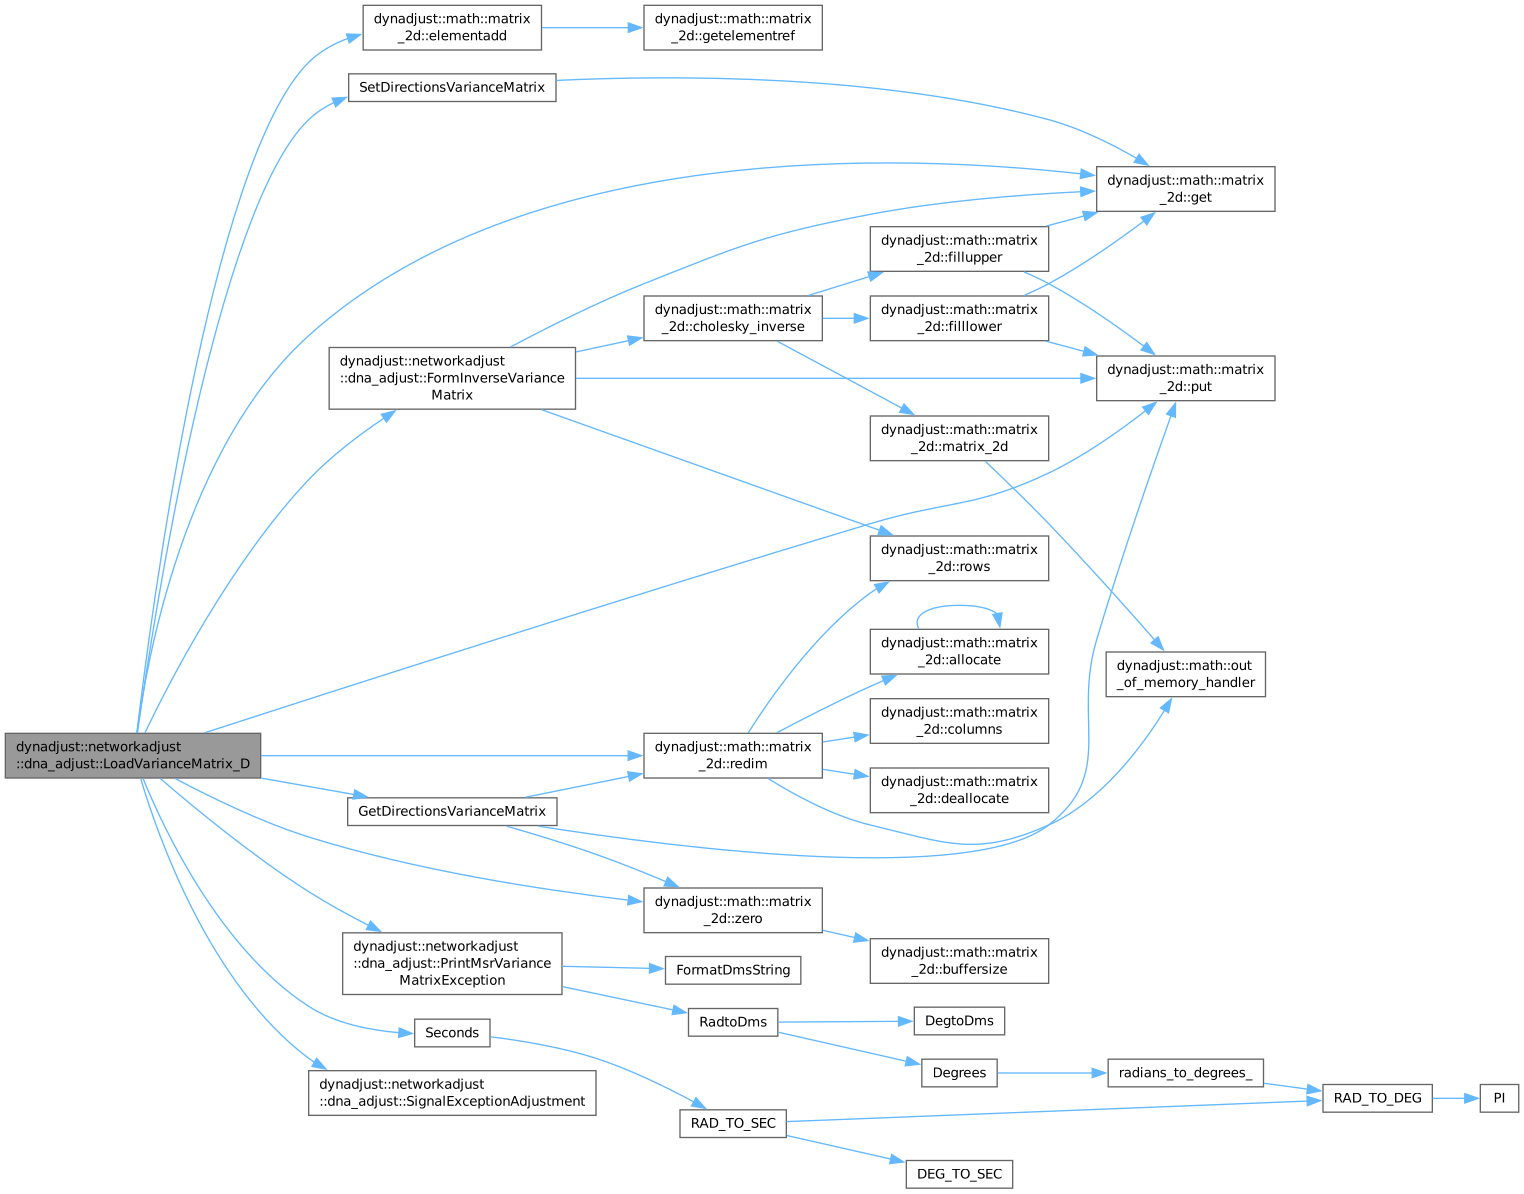 dynadjust::math::matrix
_2d::elementadd
dynadjust::math::matrix
_2d::getelementref
SetDirectionsVarianceMatrix
dynadjust::math::matrix
_2d::get
dynadjust::math::matrix
_2d::fillupper
dynadjust::math::matrix
_2d::cholesky_inverse
dynadjust::math::matrix
_2d::filllower
dynadjust::networkadjust
::dna_adjust::FormInverseVariance
Matrix
dynadjust::math::matrix
_2d::put
dynadjust::math::matrix
_2d::matrix_2d
dynadjust::math::matrix
_2d::rows
dynadjust::math::matrix
_2d::allocate
dynadjust::math::out
_of_memory_handler
dynadjust::math::matrix
_2d::columns
dynadjust::networkadjust
::dna_adjust::LoadVarianceMatrix_D
dynadjust::math::matrix
_2d::redim
dynadjust::math::matrix
_2d::deallocate
GetDirectionsVarianceMatrix
dynadjust::math::matrix
_2d::zero
dynadjust::math::matrix
_2d::buffersize
dynadjust::networkadjust
::dna_adjust::PrintMsrVariance
MatrixException
FormatDmsString
RadtoDms
DegtoDms
Seconds
Degrees
radians_to_degrees_
dynadjust::networkadjust
::dna_adjust::SignalExceptionAdjustment
RAD_TO_DEG
PI
RAD_TO_SEC
DEG_TO_SEC